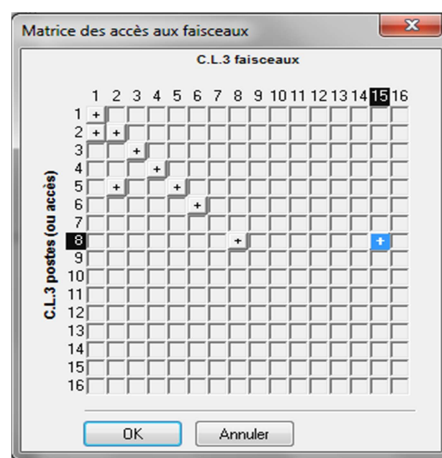 Matrice des accès aux faisceaux
C.L.3 faisceaux
1 2 3 4 5 6 7 8 9 10 11 12 13 14 15 16
C.L.3 postes (ou accès)
1 +
2 + +
3 +
4 +
5 + +
6 +
7
8 + +
9
10
11
12
13
14
15
16
OK Annuler